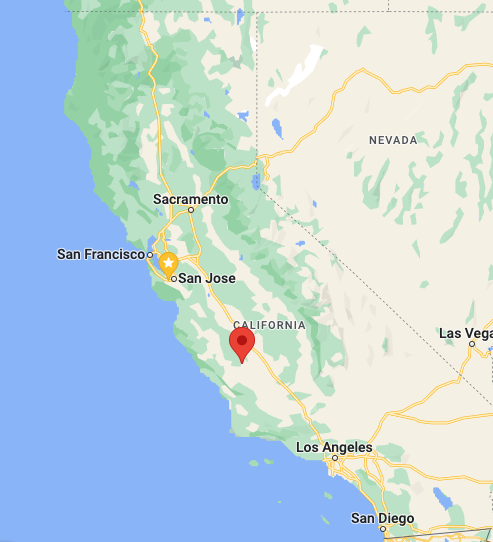 NEVADA
Sacramento
San Francisco
San Jose
CALIFORNIA
Las Vega
Los Angeles
San Diego